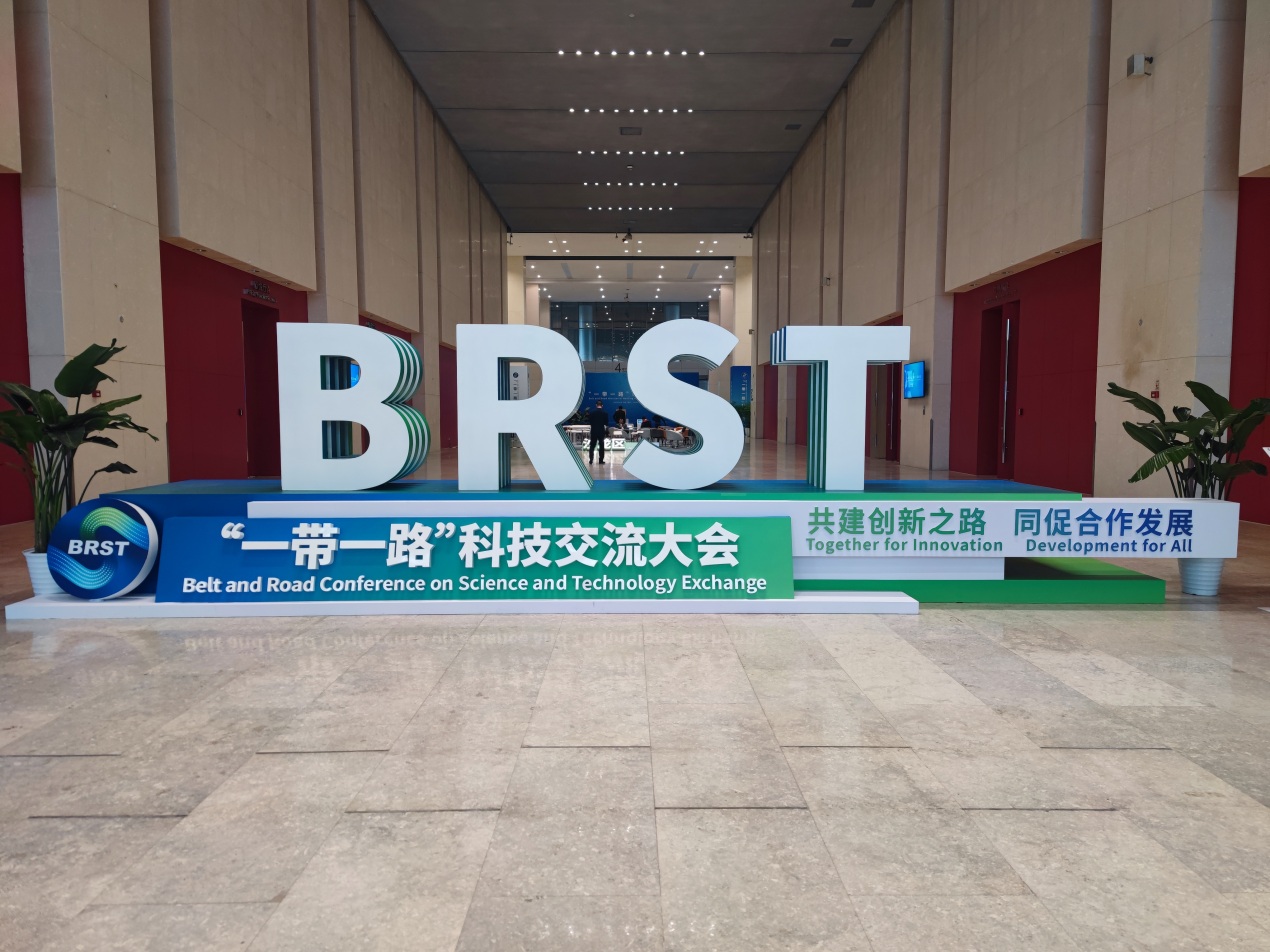 BRST
BRST
“一带一路”科技交流大会
Belt and Road Conference on Science and Technology Exchange
共建创新之路 同促合作发展
Together for Innovation Development for All